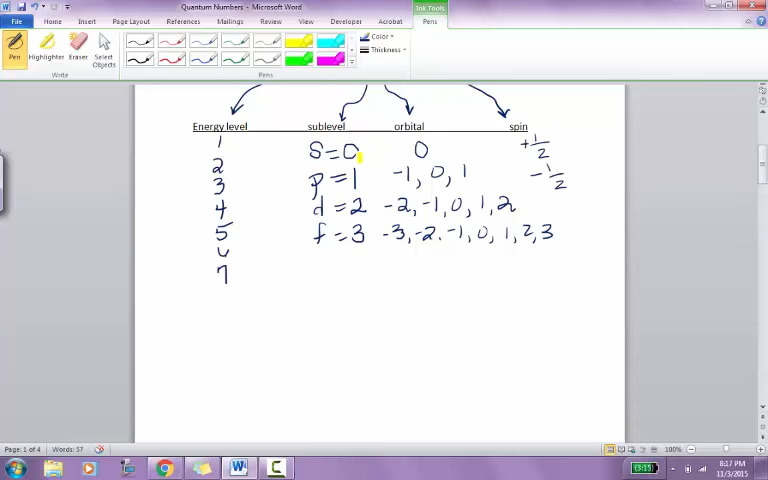 Quantum Numbers - Microsoft Word
Ink Tools
File Home Insert Page Layout References Mailings Review View Developer Acrobat Pens
Pen Highlighter Eraser Select Objects
Color
Thickness
Write Pens
Energy level sublevel orbital spin
1 S = 0 0 +1/2
2 p = 1 -1, 0, 1 -1/2
3
4 d = 2 -2, -1, 0, 1, 2
5 f = 3 -3, -2, -1, 0, 1, 2, 3
6
7
Page: 1 of 4 Words: 57 100%
(3:15) 8:17 PM
11/3/2015